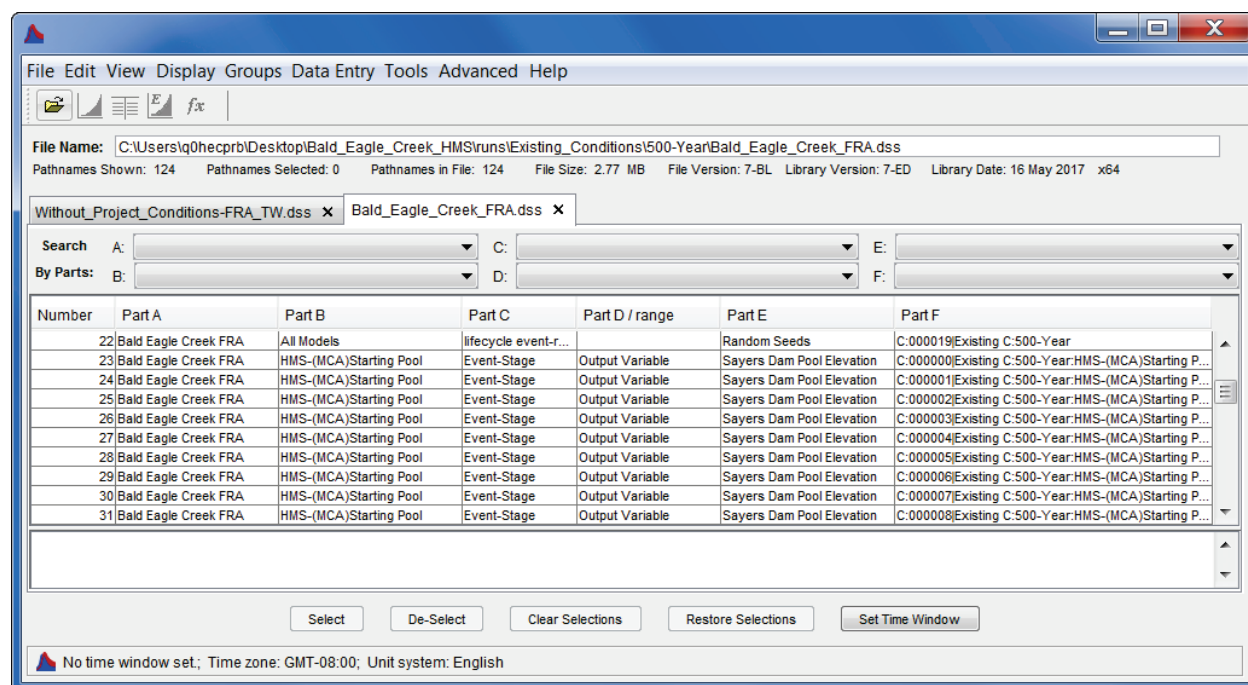 File Edit View Display Groups Data Entry Tools Advanced Help
E fx
File Name: C:\Users\q0hecprb\Desktop\Bald_Eagle_Creek_HMS\runs\Existing_Conditions\500-Year\Bald_Eagle_Creek_FRA.dss
Pathnames Shown: 124 Pathnames Selected: 0 Pathnames in File: 124 File Size: 2.77 MB File Version: 7-BL Library Version: 7-ED Library Date: 16 May 2017 x64
Without_Project_Conditions-FRA_TW.dss x Bald_Eagle_Creek_FRA.dss x
Search A: C: E:
By Parts: B: D: F:
Number Part A Part B Part C Part D / range Part E Part F
22 Bald Eagle Creek FRA All Models lifecycle event-r... Random Seeds C:000019|Existing C:500-Year
23 Bald Eagle Creek FRA HMS-(MCA)Starting Pool Event-Stage Output Variable Sayers Dam Pool Elevation C:000000|Existing C:500-Year:HMS-(MCA)Starting P...
24 Bald Eagle Creek FRA HMS-(MCA)Starting Pool Event-Stage Output Variable Sayers Dam Pool Elevation C:000001|Existing C:500-Year:HMS-(MCA)Starting P...
25 Bald Eagle Creek FRA HMS-(MCA)Starting Pool Event-Stage Output Variable Sayers Dam Pool Elevation C:000002|Existing C:500-Year:HMS-(MCA)Starting P...
26 Bald Eagle Creek FRA HMS-(MCA)Starting Pool Event-Stage Output Variable Sayers Dam Pool Elevation C:000003|Existing C:500-Year:HMS-(MCA)Starting P...
27 Bald Eagle Creek FRA HMS-(MCA)Starting Pool Event-Stage Output Variable Sayers Dam Pool Elevation C:000004|Existing C:500-Year:HMS-(MCA)Starting P...
28 Bald Eagle Creek FRA HMS-(MCA)Starting Pool Event-Stage Output Variable Sayers Dam Pool Elevation C:000005|Existing C:500-Year:HMS-(MCA)Starting P...
29 Bald Eagle Creek FRA HMS-(MCA)Starting Pool Event-Stage Output Variable Sayers Dam Pool Elevation C:000006|Existing C:500-Year:HMS-(MCA)Starting P...
30 Bald Eagle Creek FRA HMS-(MCA)Starting Pool Event-Stage Output Variable Sayers Dam Pool Elevation C:000007|Existing C:500-Year:HMS-(MCA)Starting P...
31 Bald Eagle Creek FRA HMS-(MCA)Starting Pool Event-Stage Output Variable Sayers Dam Pool Elevation C:000008|Existing C:500-Year:HMS-(MCA)Starting P...
Select De-Select Clear Selections Restore Selections Set Time Window
No time window set.; Time zone: GMT-08:00; Unit system: English